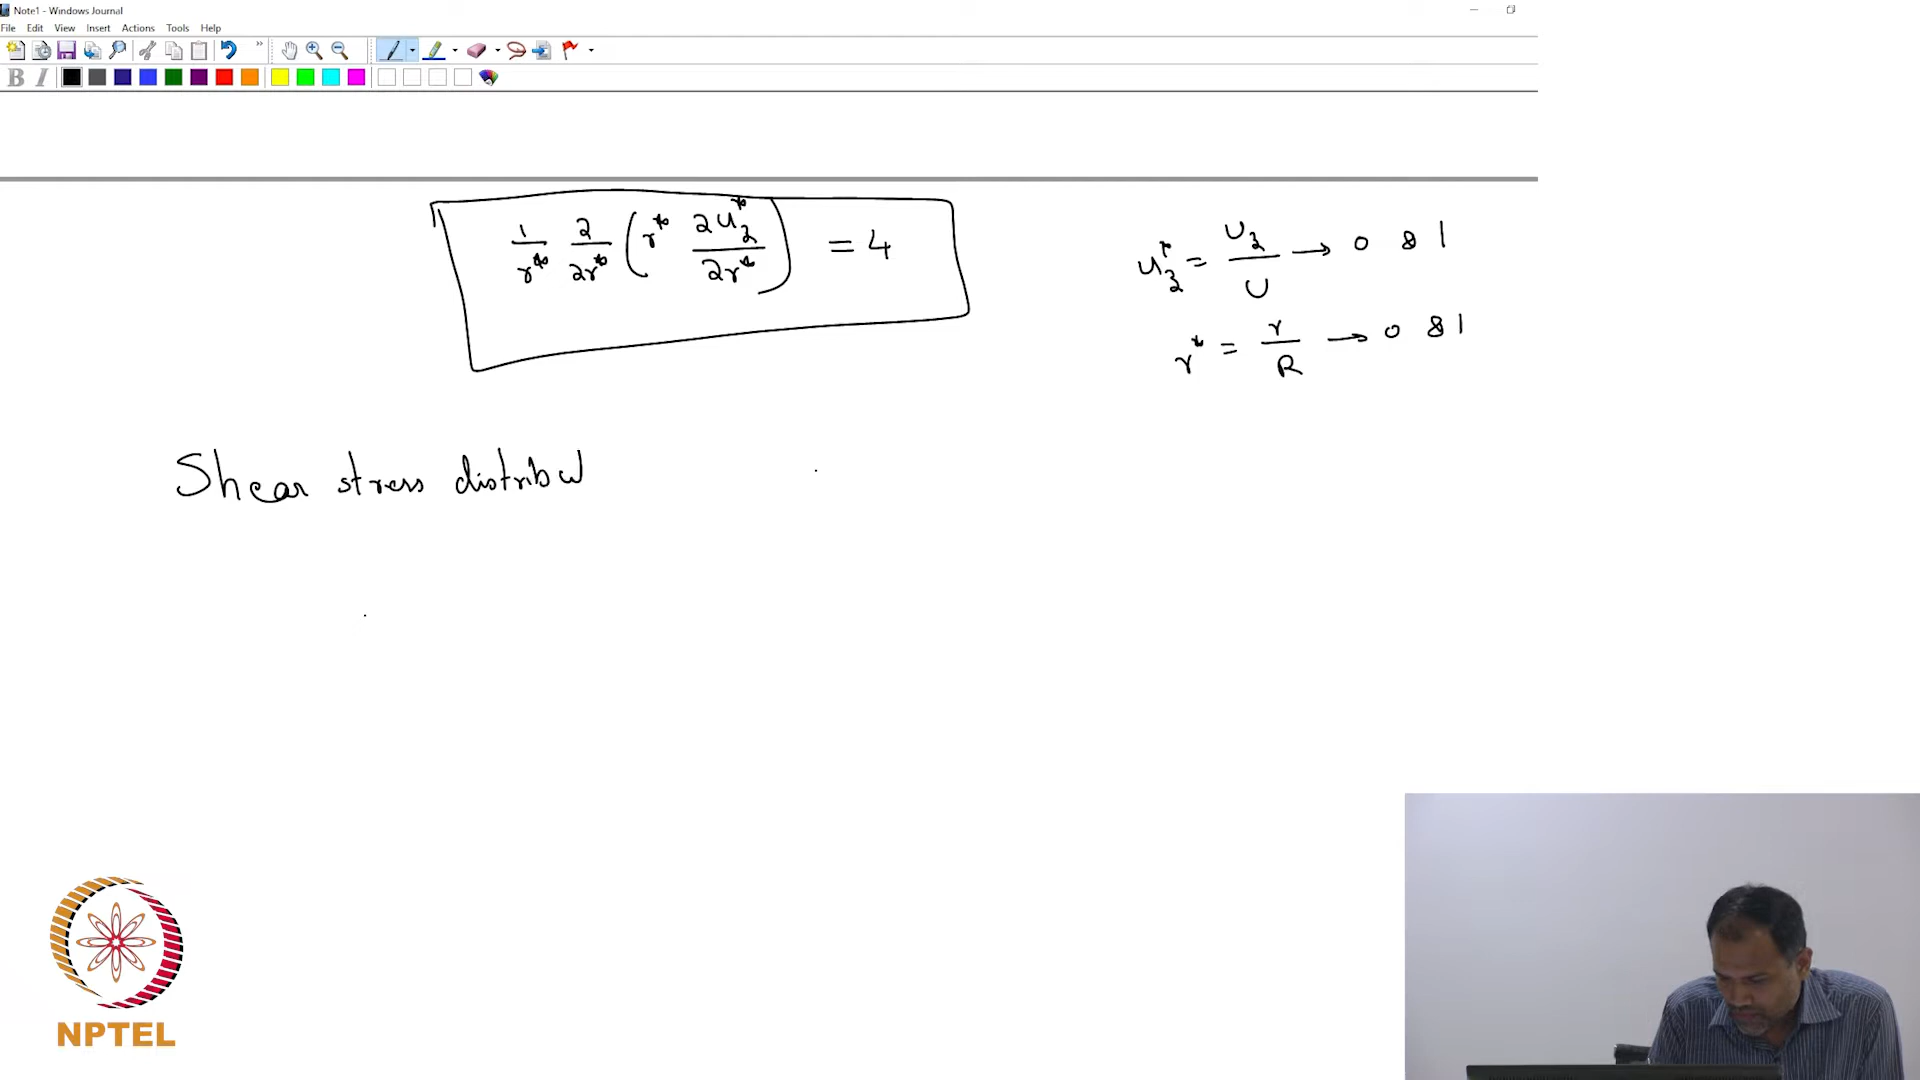 Note1 - Windows Journal
File Edit View Insert Actions Tools Help
B I
1/r* ∂/∂r* (r* ∂u_z*/∂r*) = 4
u_z* = u_z/U → 0 & 1
r* = r/R → 0 & 1
Shear stress distribut
NPTEL